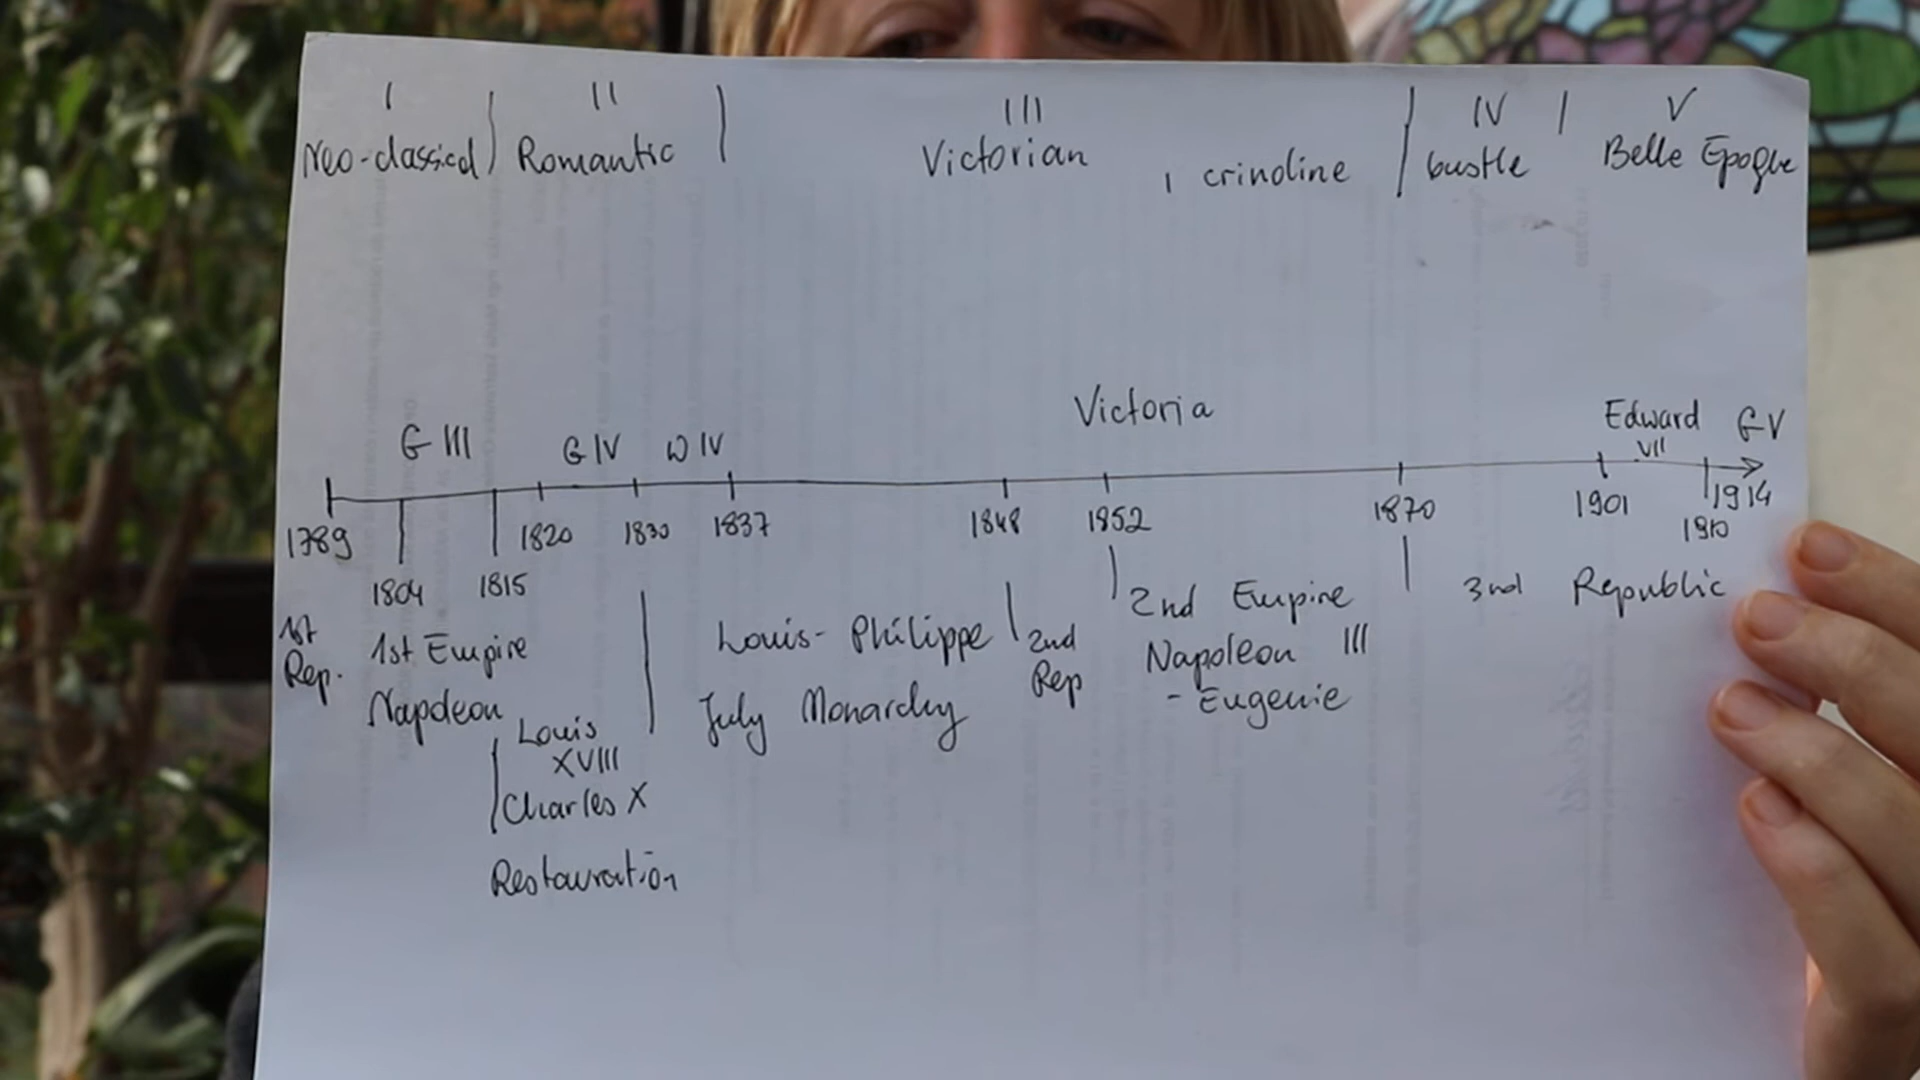 I II III IV V
Neo-classical Romantic Victorian crinoline bustle Belle Epoque
Victoria
G III G IV W IV Edward VII G V
1789 1804 1815 1820 1830 1837 1848 1852 1870 1901 1910 1914
1st Rep.
1st Empire
Napoleon
Louis XVIII
Charles X
Restauration
Louis-Philippe
July Monarchy
2nd Rep
2nd Empire
Napoleon III
- Eugenie
3nd Republic